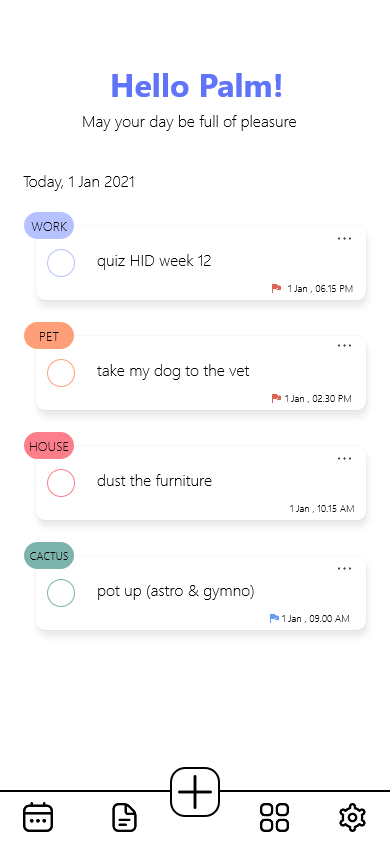 Hello Palm!
May your day be full of pleasure
Today, 1 Jan 2021
WORK
quiz HID week 12
1 Jan , 06.15 PM
PET
take my dog to the vet
1 Jan , 02.30 PM
HOUSE
dust the furniture
1 Jan , 10.15 AM
CACTUS
pot up (astro & gymno)
1 Jan , 09.00 AM